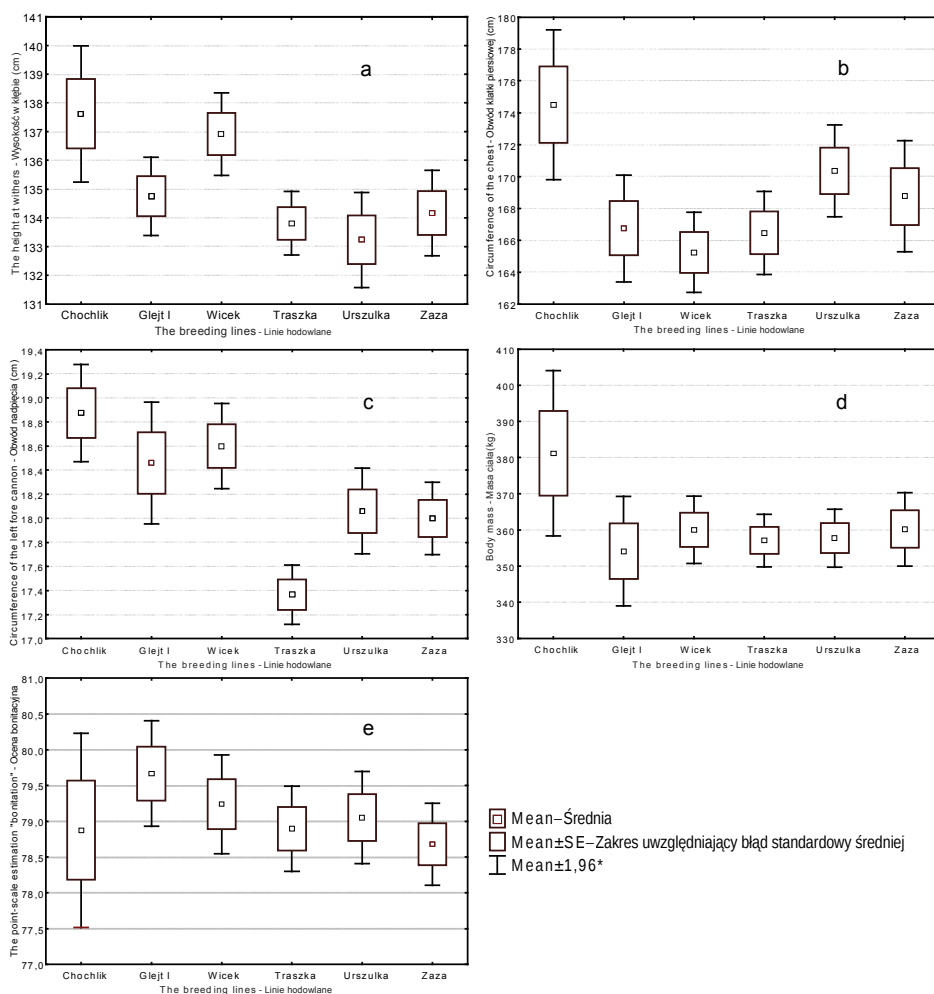 The height at withers - Wysokość w kłębie (cm)
141
140
139
138
137
136
135
134
133
132
131
a
Chochlik Glejt I Wicek Traszka Urszulka Zaza
The breeding lines - Linie hodowlane
Circumference of the chest - Obwód klatki piersiowej (cm)
180
178
176
174
172
170
168
166
164
162
b
Chochlik Glejt I Wicek Traszka Urszulka Zaza
The breeding lines - Linie hodowlane
Circumference of the left fore cannon - Obwód nadpięcia (cm)
19,4
19,2
19,0
18,8
18,6
18,4
18,2
18,0
17,8
17,6
17,4
17,2
17,0
c
Chochlik Glejt I Wicek Traszka Urszulka Zaza
The breeding lines - Linie hodowlane
Body mass - Masa ciała(kg)
410
400
390
380
370
360
350
340
330
d
Chochlik Glejt I Wicek Traszka Urszulka Zaza
The breeding lines - Linie hodowlane
The point-scale estimation "bonitation" - Ocena bonitacyjna
81,0
80,5
80,0
79,5
79,0
78,5
78,0
77,5
77,0
e
Chochlik Glejt I Wicek Traszka Urszulka Zaza
The breeding lines - Linie hodowlane
Mean–Średnia
Mean±SE–Zakres uwzględniający błąd standardowy średniej
Mean±1,96*